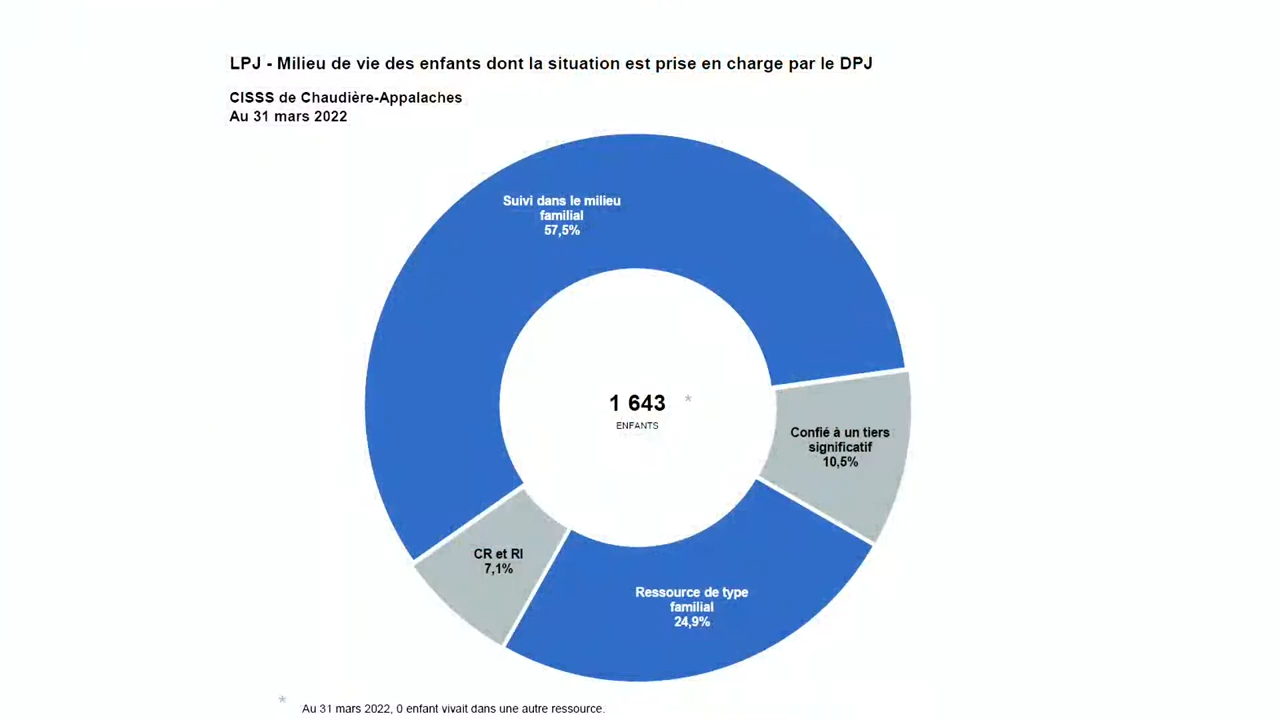 LPJ - Milieu de vie des enfants dont la situation est prise en charge par le DPJ
CISSS de Chaudière-Appalaches
Au 31 mars 2022
Suivi dans le milieu
familial
57,5%
1 643 *
ENFANTS
Confié à un tiers
significatif
10,5%
CR et RI
7,1%
Ressource de type
familial
24,9%
* Au 31 mars 2022, 0 enfant vivait dans une autre ressource.